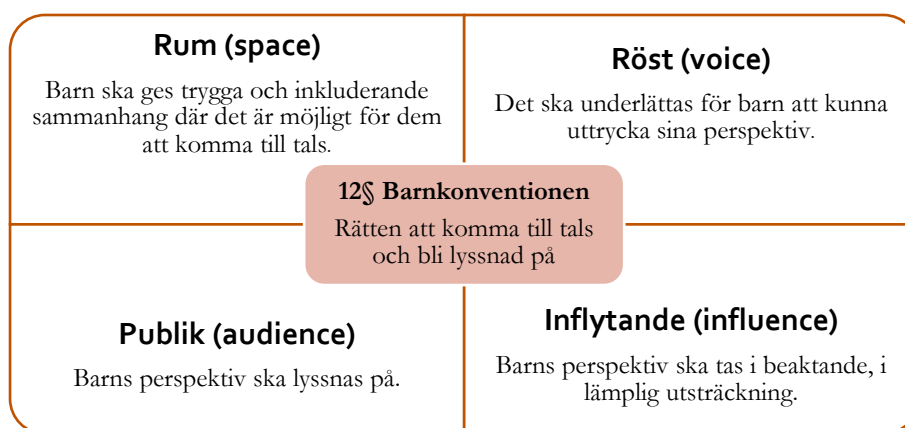 Rum (space)
Barn ska ges trygga och inkluderande
sammanhang där det är möjligt för dem
att komma till tals.
Röst (voice)
Det ska underlättas för barn att kunna
uttrycka sina perspektiv.
12§ Barnkonventionen
Rätten att komma till tals
och bli lyssnad på
Publik (audience)
Barns perspektiv ska lyssnas på.
Inflytande (influence)
Barns perspektiv ska tas i beaktande, i
lämplig utsträckning.